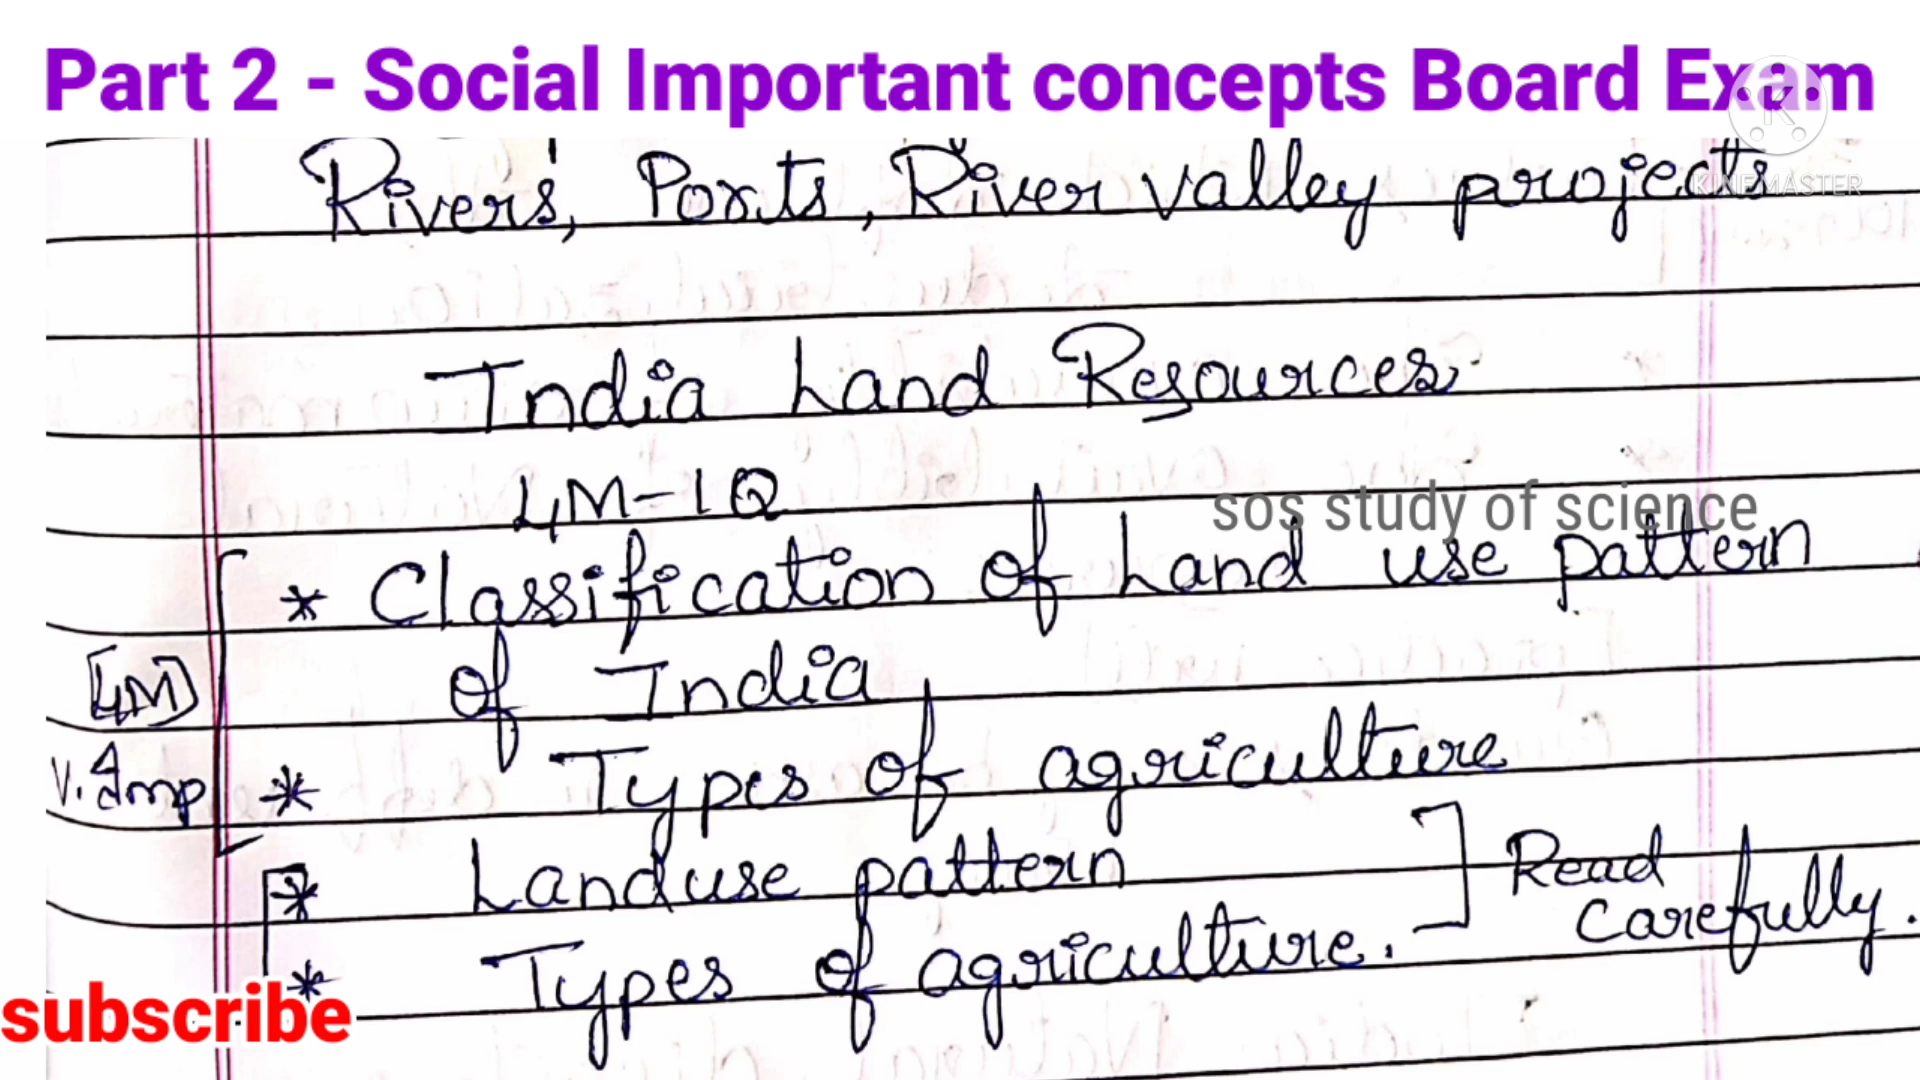 Part 2 - Social Important concepts Board Exam
KINEMASTER
Rivers, Ports, River valley projects
India Land Resources
4M-1Q
sos study of science
* Classification of Land use pattern
[4M] of India
V. Imp * Types of agriculture
* Landuse pattern
Read
Carefully.
* Types of agriculture.
subscribe